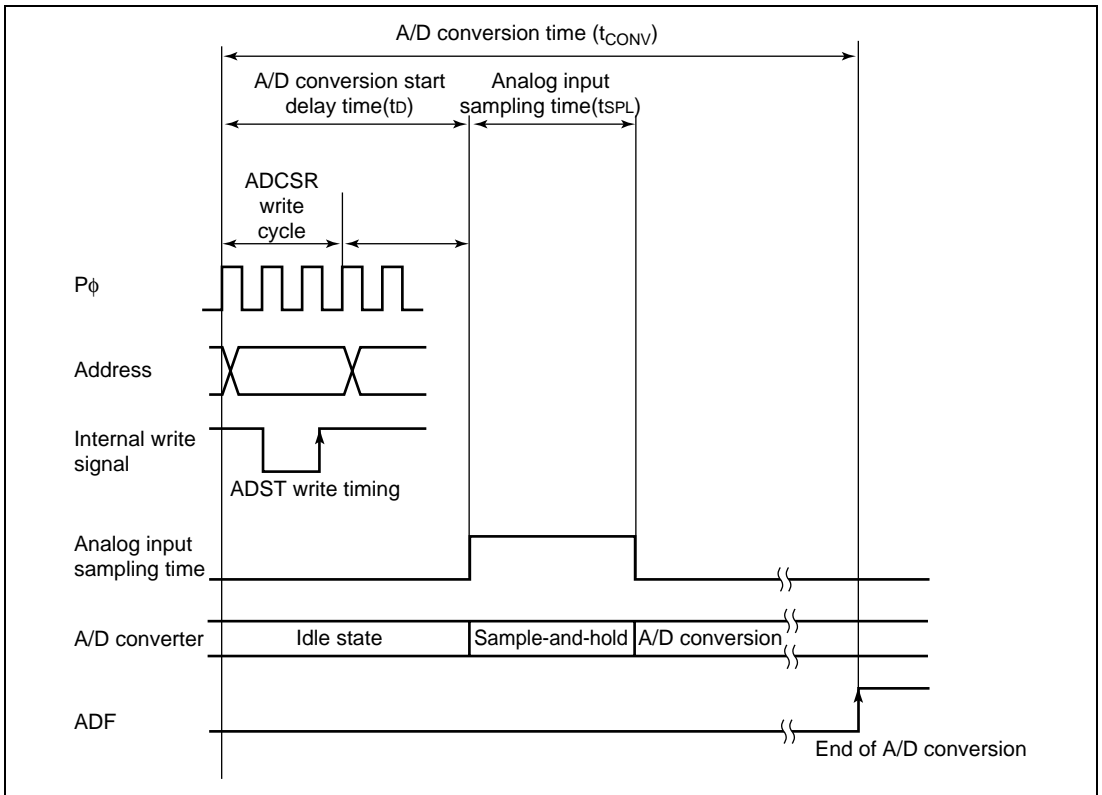 A/D conversion time (tCONV)
A/D conversion start
delay time(tD)
Analog input
sampling time(tSPL)
ADCSR
write
cycle
Pϕ
Address
Internal write
signal
ADST write timing
Analog input
sampling time
A/D converter
Idle state
Sample-and-hold
A/D conversion
ADF
End of A/D conversion